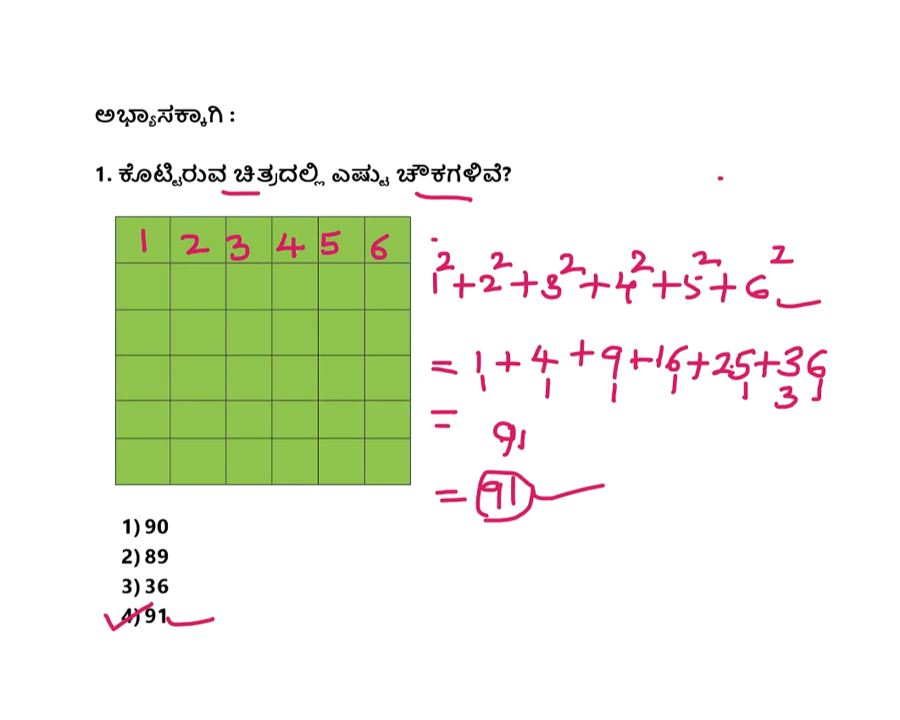 ಅಭ್ಯಾಸಕ್ಕಾಗಿ :
1. ಕೊಟ್ಟಿರುವ ಚಿತ್ರದಲ್ಲಿ ಎಷ್ಟು ಚೌಕಗಳಿವೆ?
1 2 3 4 5 6
1²+2²+3²+4²+5²+6²
= 1 + 4 + 9 +16+25+36
3
= 91
= 91
1) 90
2) 89
3) 36
4) 91